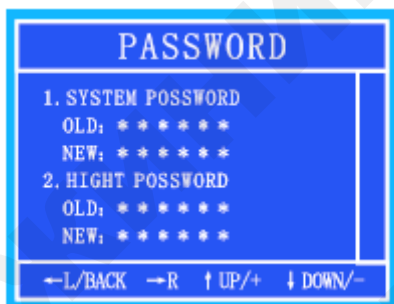 PASSWORD
1. SYSTEM POSSWORD
OLD: * * * * * *
NEW: * * * * * *
2. HIGHT POSSWORD
OLD: * * * * * *
NEW: * * * * * *
←L/BACK →R ↑UP/+ ↓DOWN/-